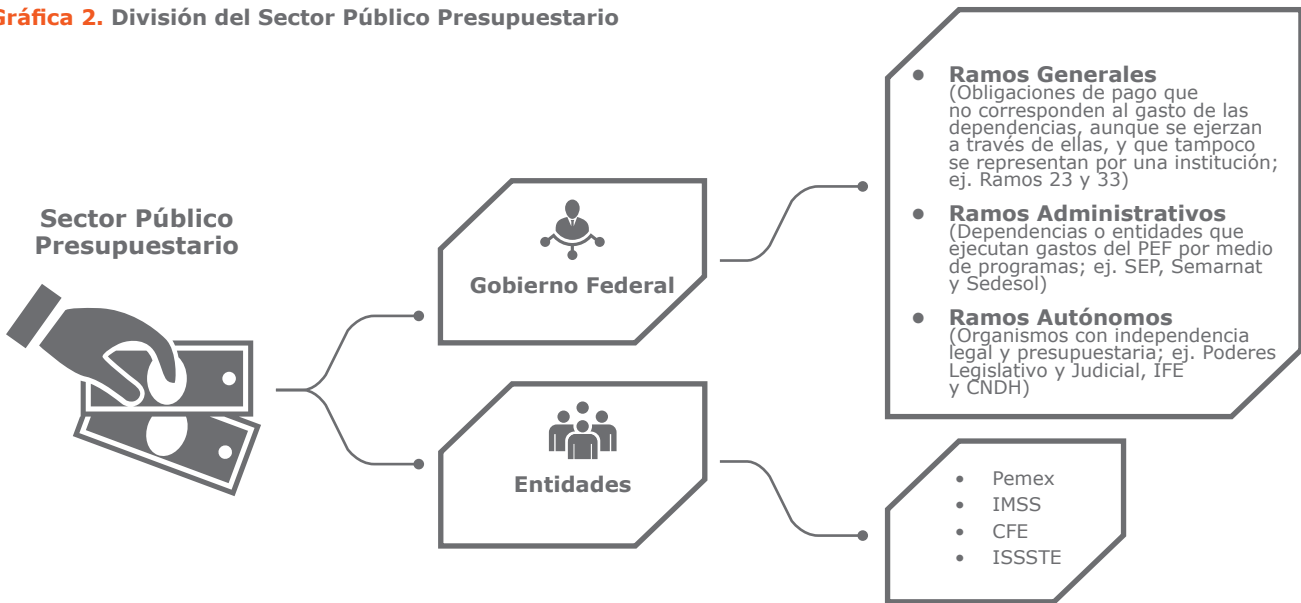 Gráfica 2. División del Sector Público Presupuestario
Sector Público
Presupuestario
Gobierno Federal
Entidades
• Ramos Generales
(Obligaciones de pago que
no corresponden al gasto de las
dependencias, aunque se ejerzan
a través de ellas, y que tampoco
se representan por una institución;
ej. Ramos 23 y 33)
• Ramos Administrativos
(Dependencias o entidades que
ejecutan gastos del PEF por medio
de programas; ej. SEP, Semarnat
y Sedesol)
• Ramos Autónomos
(Organismos con independencia
legal y presupuestaria; ej. Poderes
Legislativo y Judicial, IFE
y CNDH)
• Pemex
• IMSS
• CFE
• ISSSTE